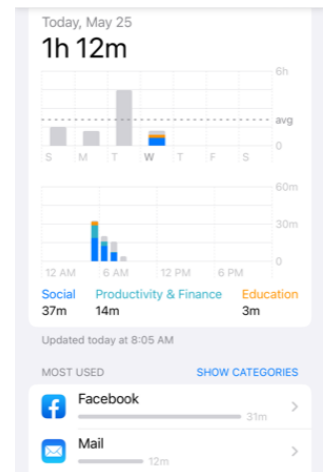 Today, May 25
1h 12m
6h
avg
0
S M T W T F S
60m
30m
0
12 AM 6 AM 12 PM 6 PM
Social Productivity & Finance Education
37m 14m 3m
Updated today at 8:05 AM
MOST USED SHOW CATEGORIES
Facebook
31m
Mail
12m